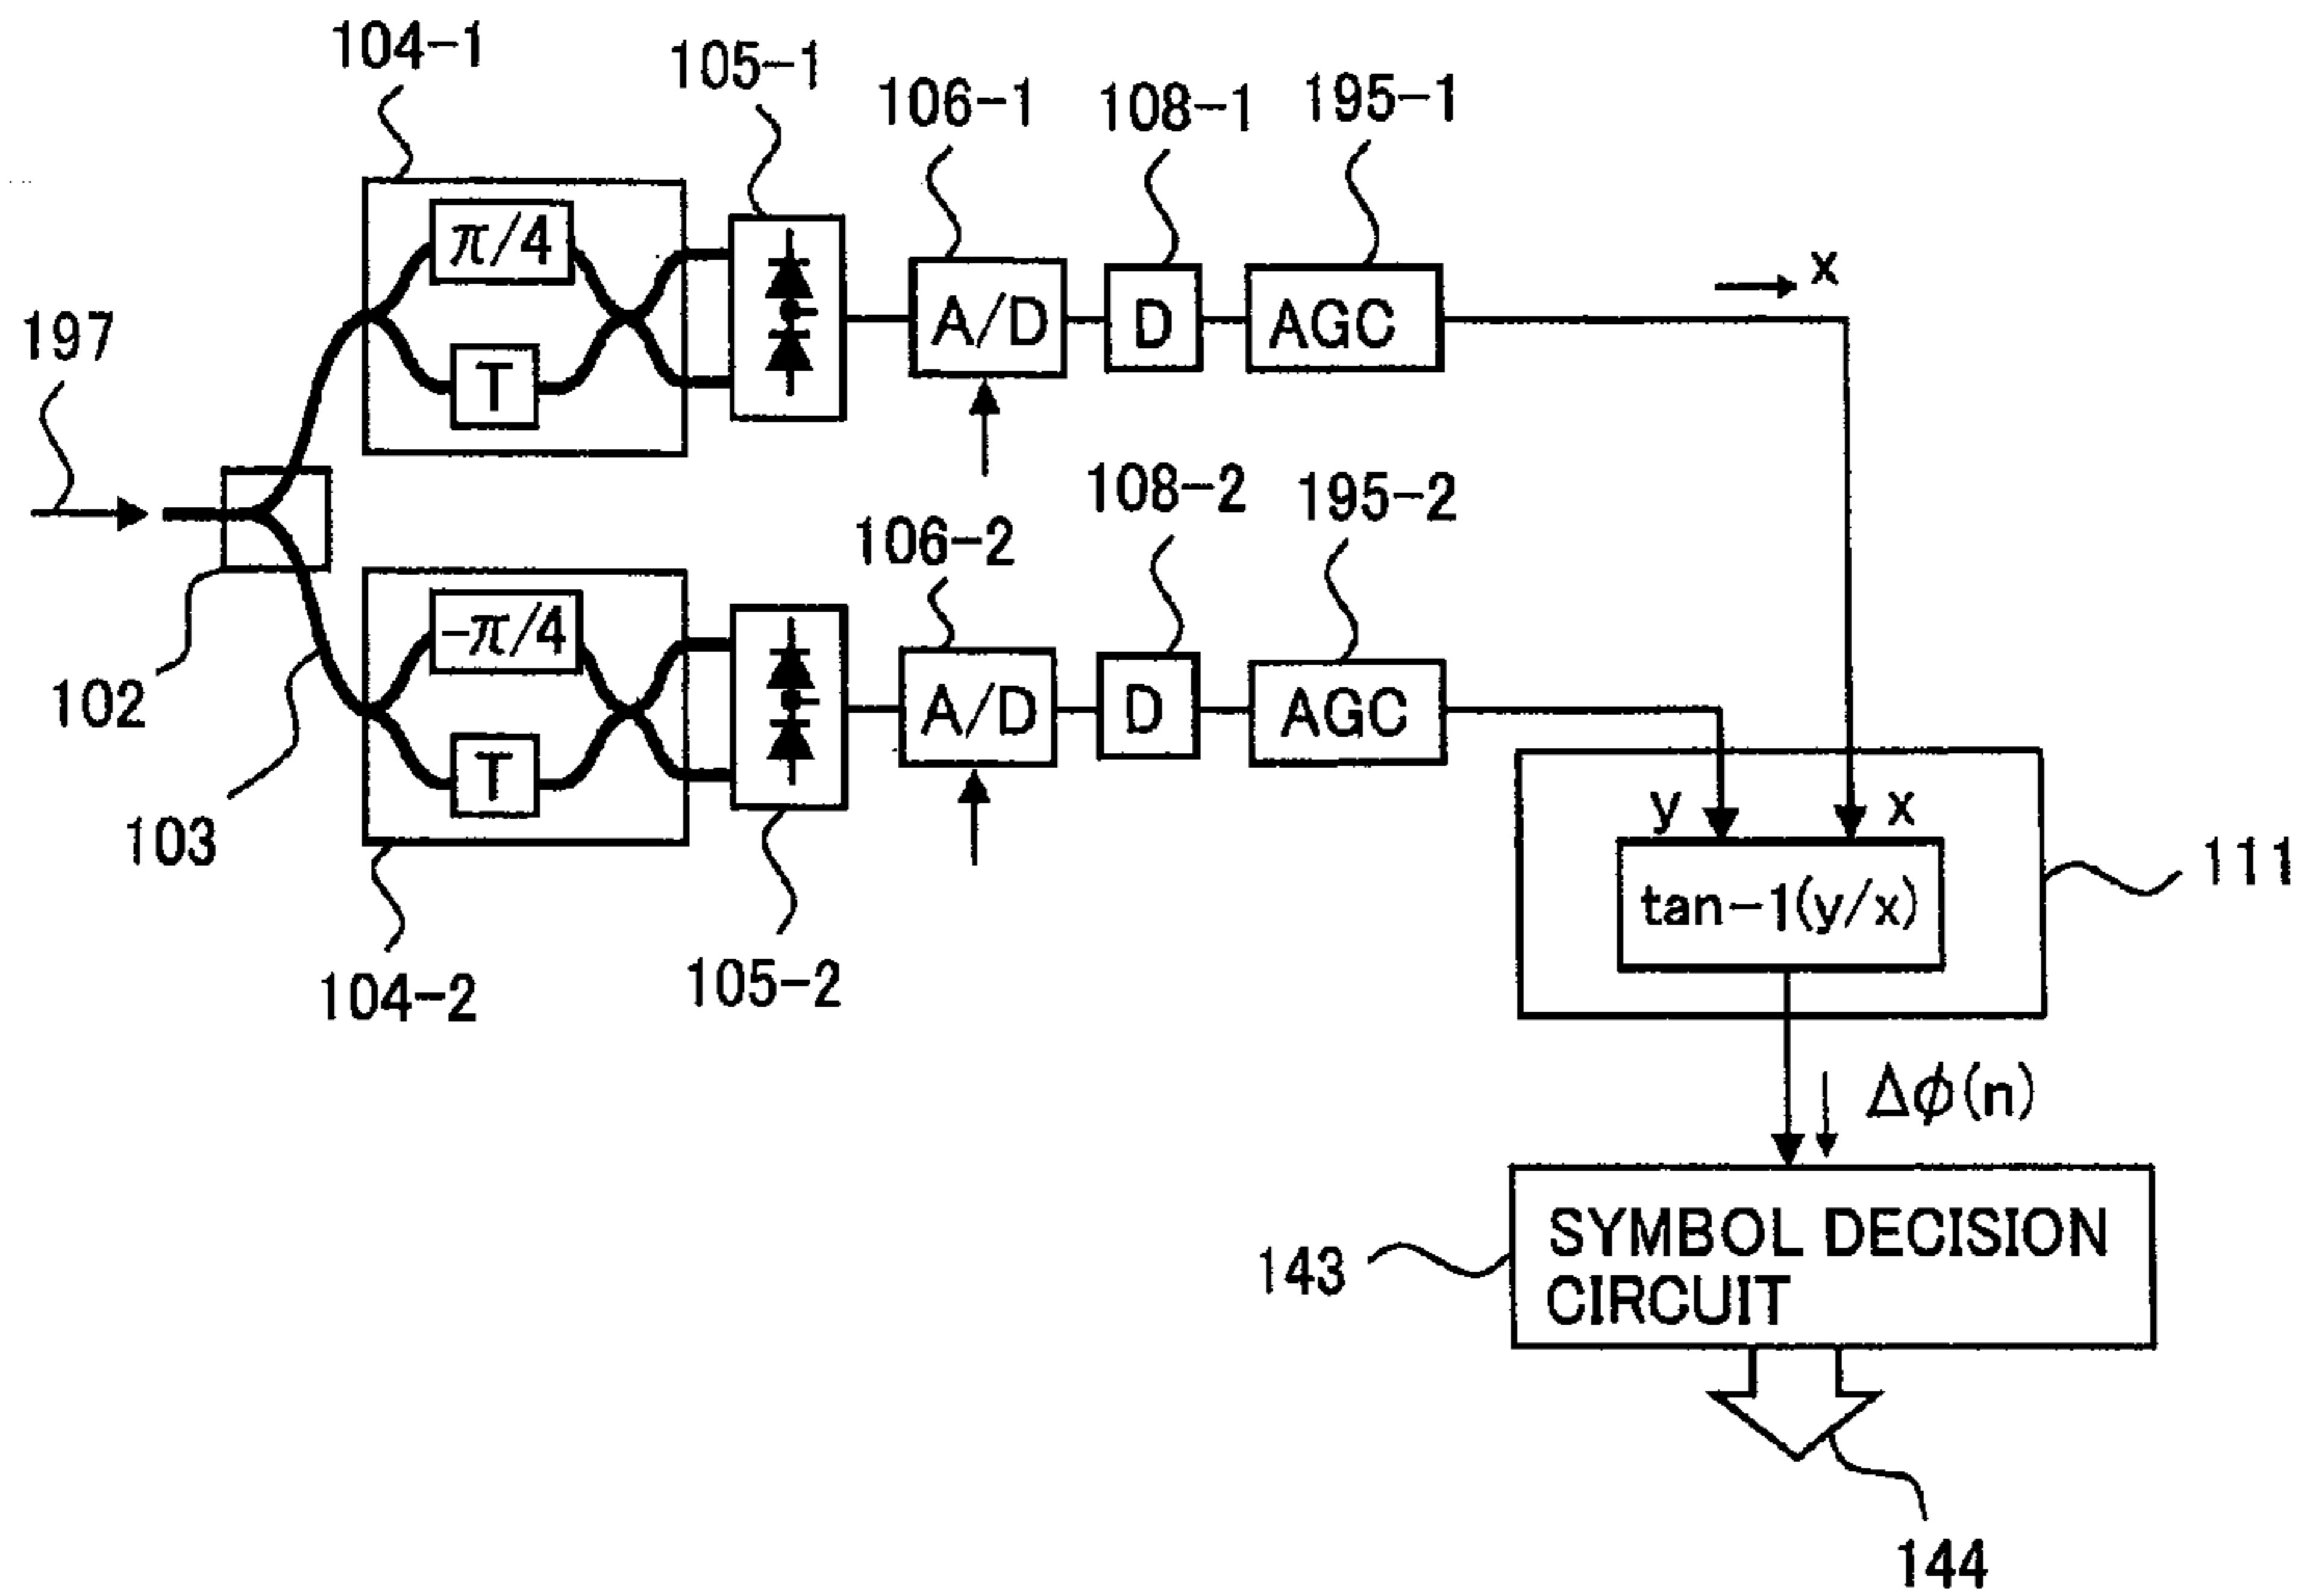 104-1
105-1
106-1
108-1
195-1
π/4
T
A/D
D
AGC
x
197
102
103
104-2
-π/4
T
105-2
106-2
A/D
108-2
D
195-2
AGC
y
x
tan-1(y/x)
111
Δϕ(n)
143
SYMBOL DECISION
CIRCUIT
144